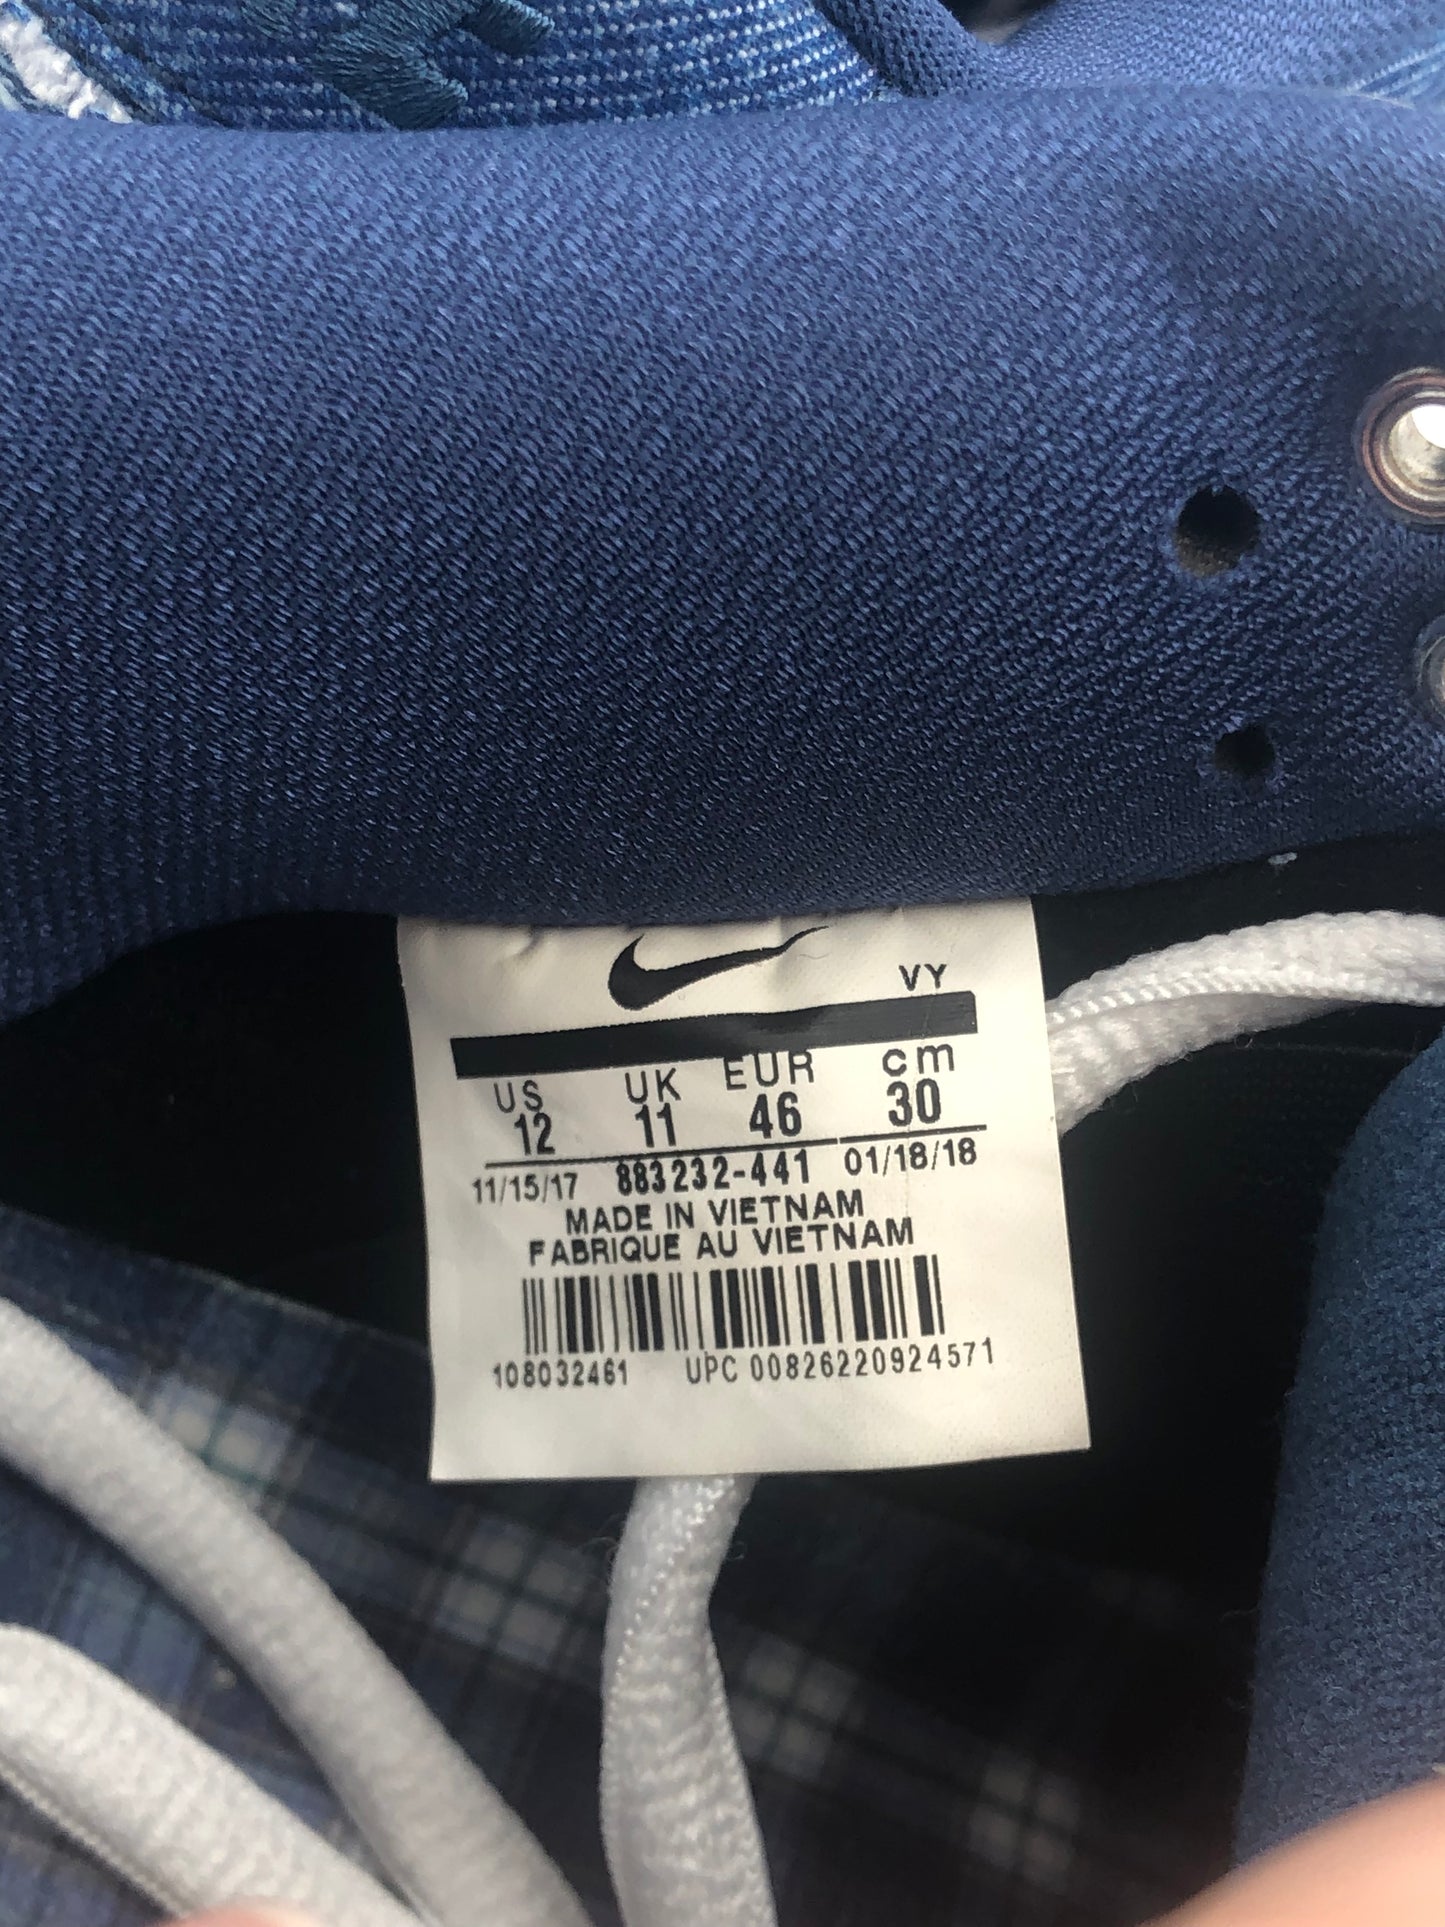 VY
US UK EUR cm
12 11 46 30
11/15/17 883232-441 01/18/18
MADE IN VIETNAM
FABRIQUE AU VIETNAM
108032461 UPC 00826220924571